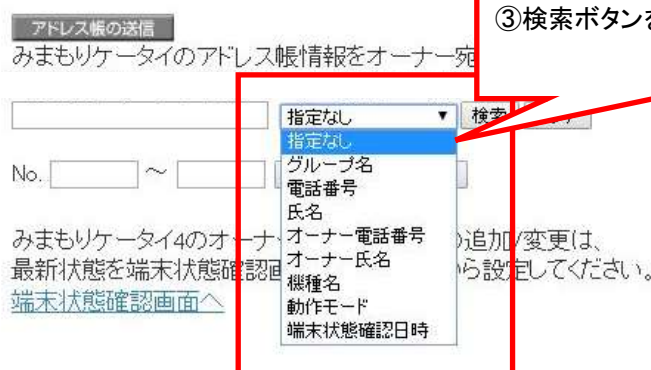 ③検索ボタンを
アドレス帳の送信
みまもりケータイのアドレス帳情報をオーナー宛
指定なし ▼ 検索
指定なし
グループ名
No. ～
電話番号
氏名
みまもりケータイ4のオーナー
オーナー電話番号
追加/変更は、
オーナー氏名
最新状態を端末状態確認
から設定してください。
機種名
端末状態確認画面へ
動作モード
端末状態確認日時